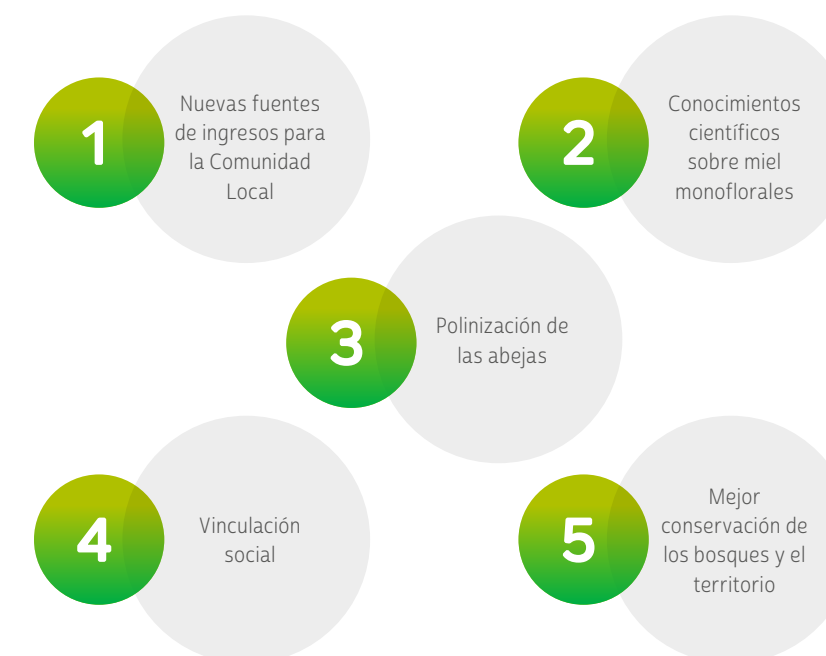 1
Nuevas fuentes
de ingresos para
la Comunidad
Local
2
Conocimientos
científicos
sobre miel
monoflorales
3
Polinización de
las abejas
4
Vinculación
social
5
Mejor
conservación de
los bosques y el
territorio